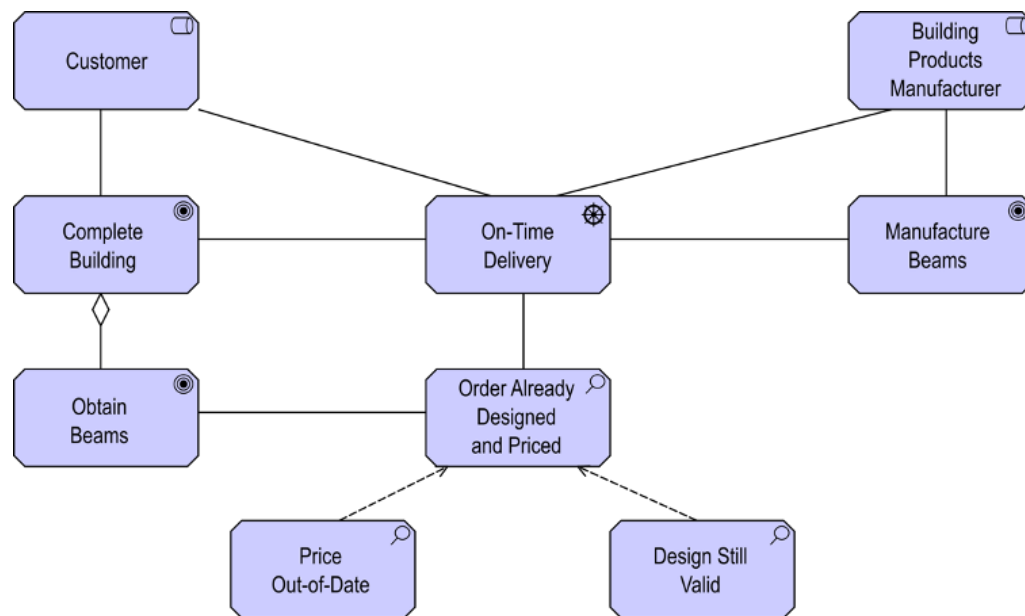 Customer
Building
Products
Manufacturer
Complete
Building
On-Time
Delivery
Manufacture
Beams
Obtain
Beams
Order Already
Designed
and Priced
Price
Out-of-Date
Design Still
Valid